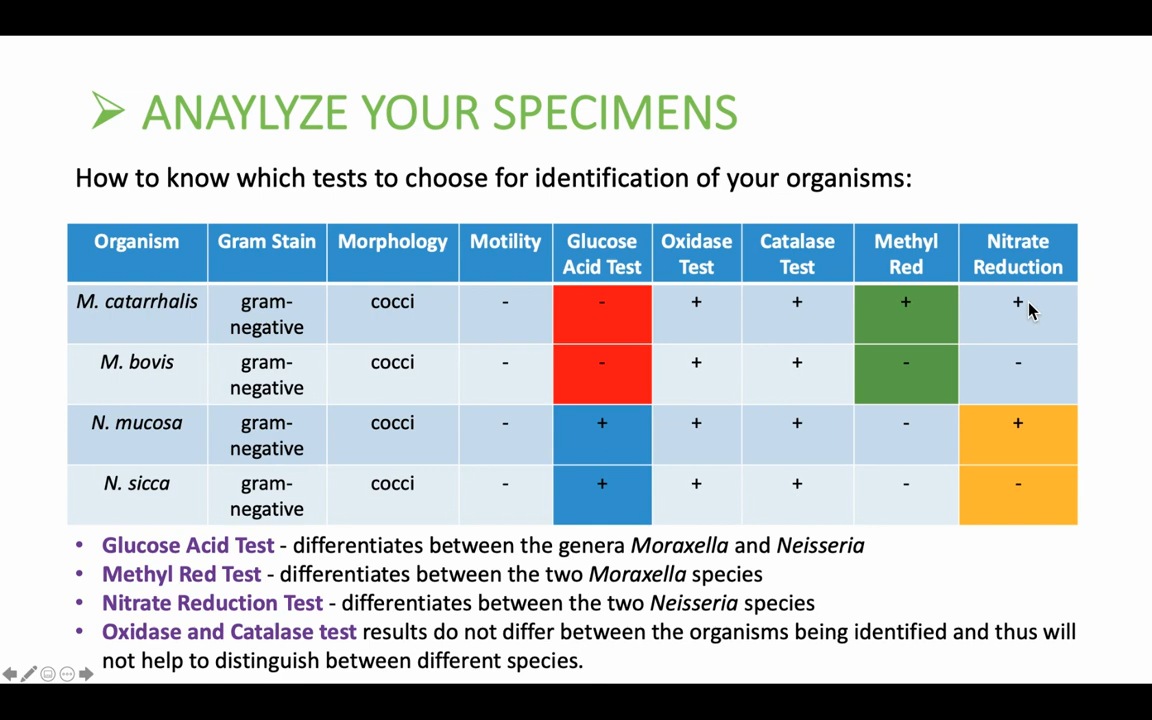 ANAYLYZE YOUR SPECIMENS
How to know which tests to choose for identification of your organisms:
Organism Gram Stain Morphology Motility Glucose Acid Test Oxidase Test Catalase Test Methyl Red Nitrate Reduction
M. catarrhalis gram-negative cocci - - + + + +
M. bovis gram-negative cocci - - + + - -
N. mucosa gram-negative cocci - + + + - +
N. sicca gram-negative cocci - + + + - -
• Glucose Acid Test - differentiates between the genera Moraxella and Neisseria
• Methyl Red Test - differentiates between the two Moraxella species
• Nitrate Reduction Test - differentiates between the two Neisseria species
• Oxidase and Catalase test results do not differ between the organisms being identified and thus will
not help to distinguish between different species.